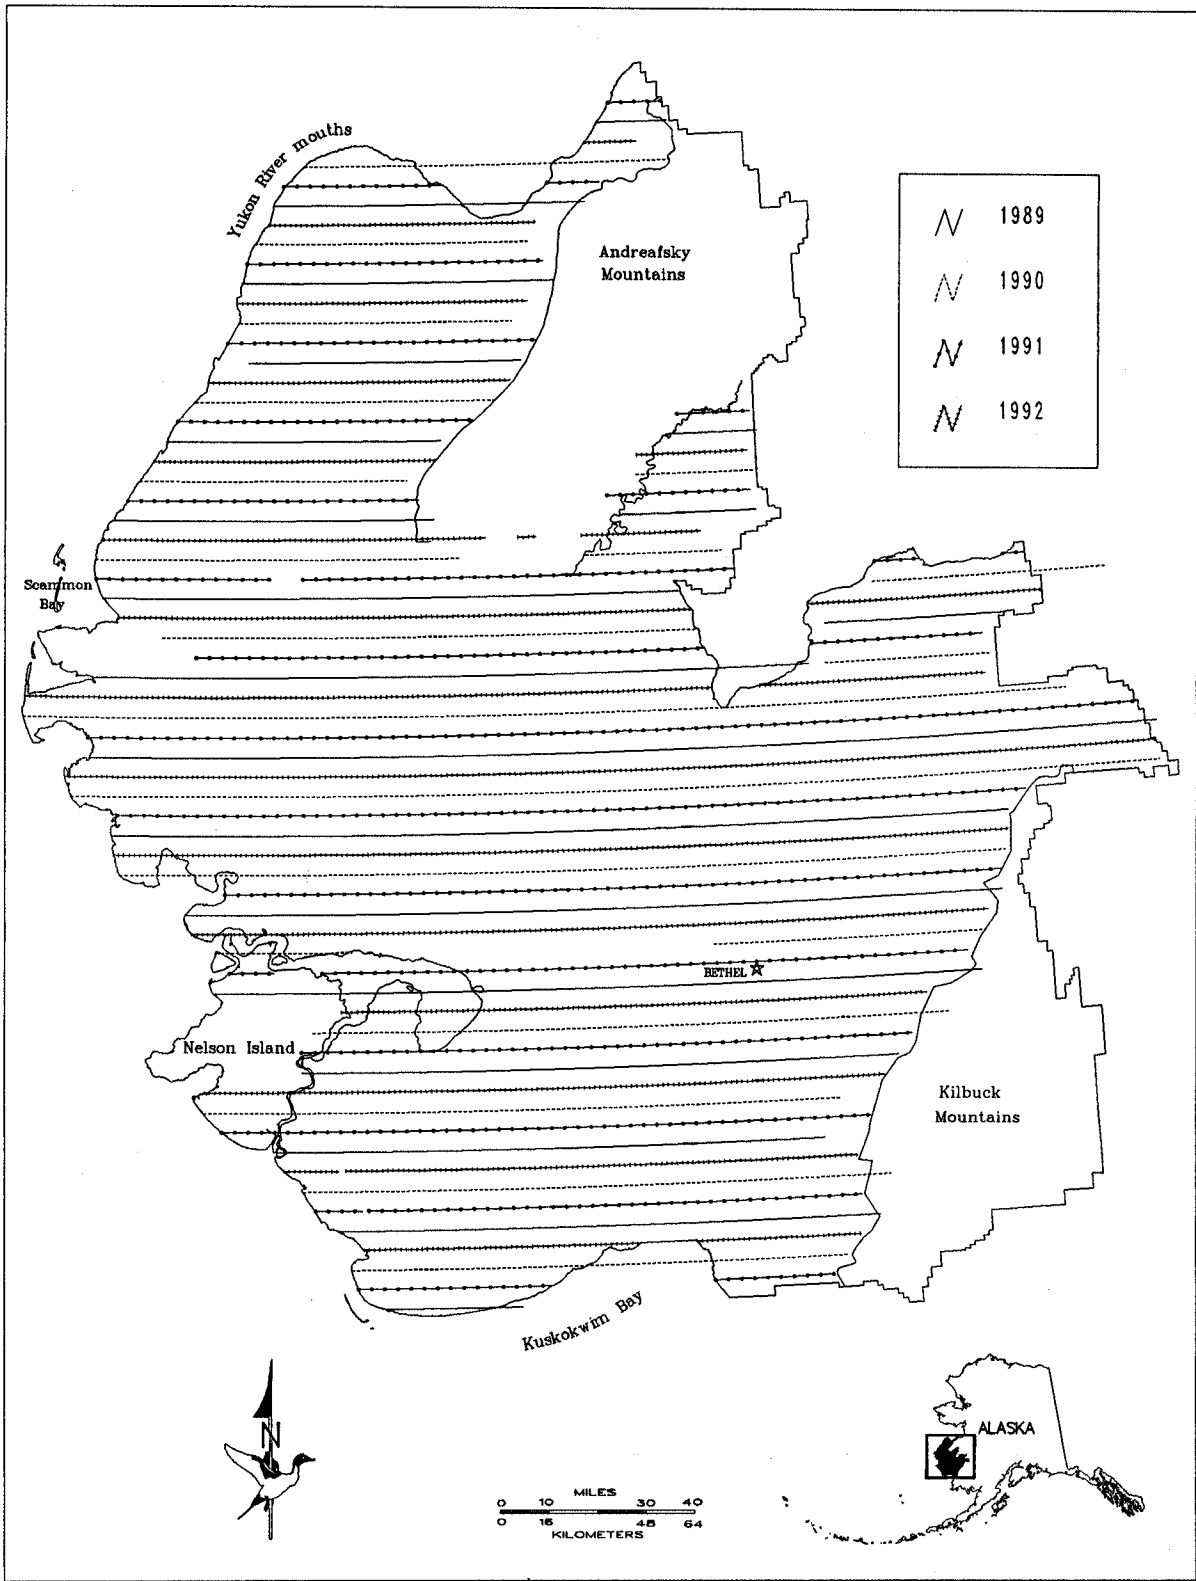 Yukon River mouths
Andreafsky
Mountains
1989
1990
1991
1992
Scammon
Bay
BETHEL
Nelson Island
Kilbuck
Mountains
Kuskokwim Bay
N
ALASKA
MILES
0 10 30 40
0 16 48 64
KILOMETERS